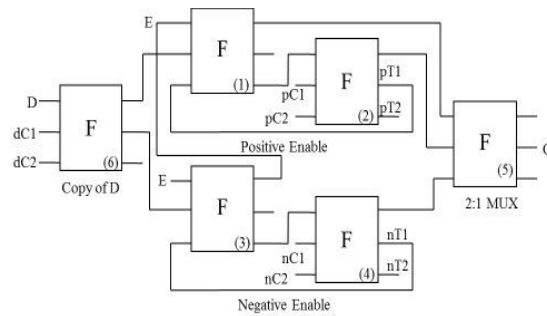 E
F
(1)
D
dC1
dC2
F
(6)
Copy of D
pC1
pC2
F
(2)
pT1
pT2
Positive Enable
E
F
(3)
nC1
nC2
F
(4)
nT1
nT2
Negative Enable
F
(5)
2:1 MUX